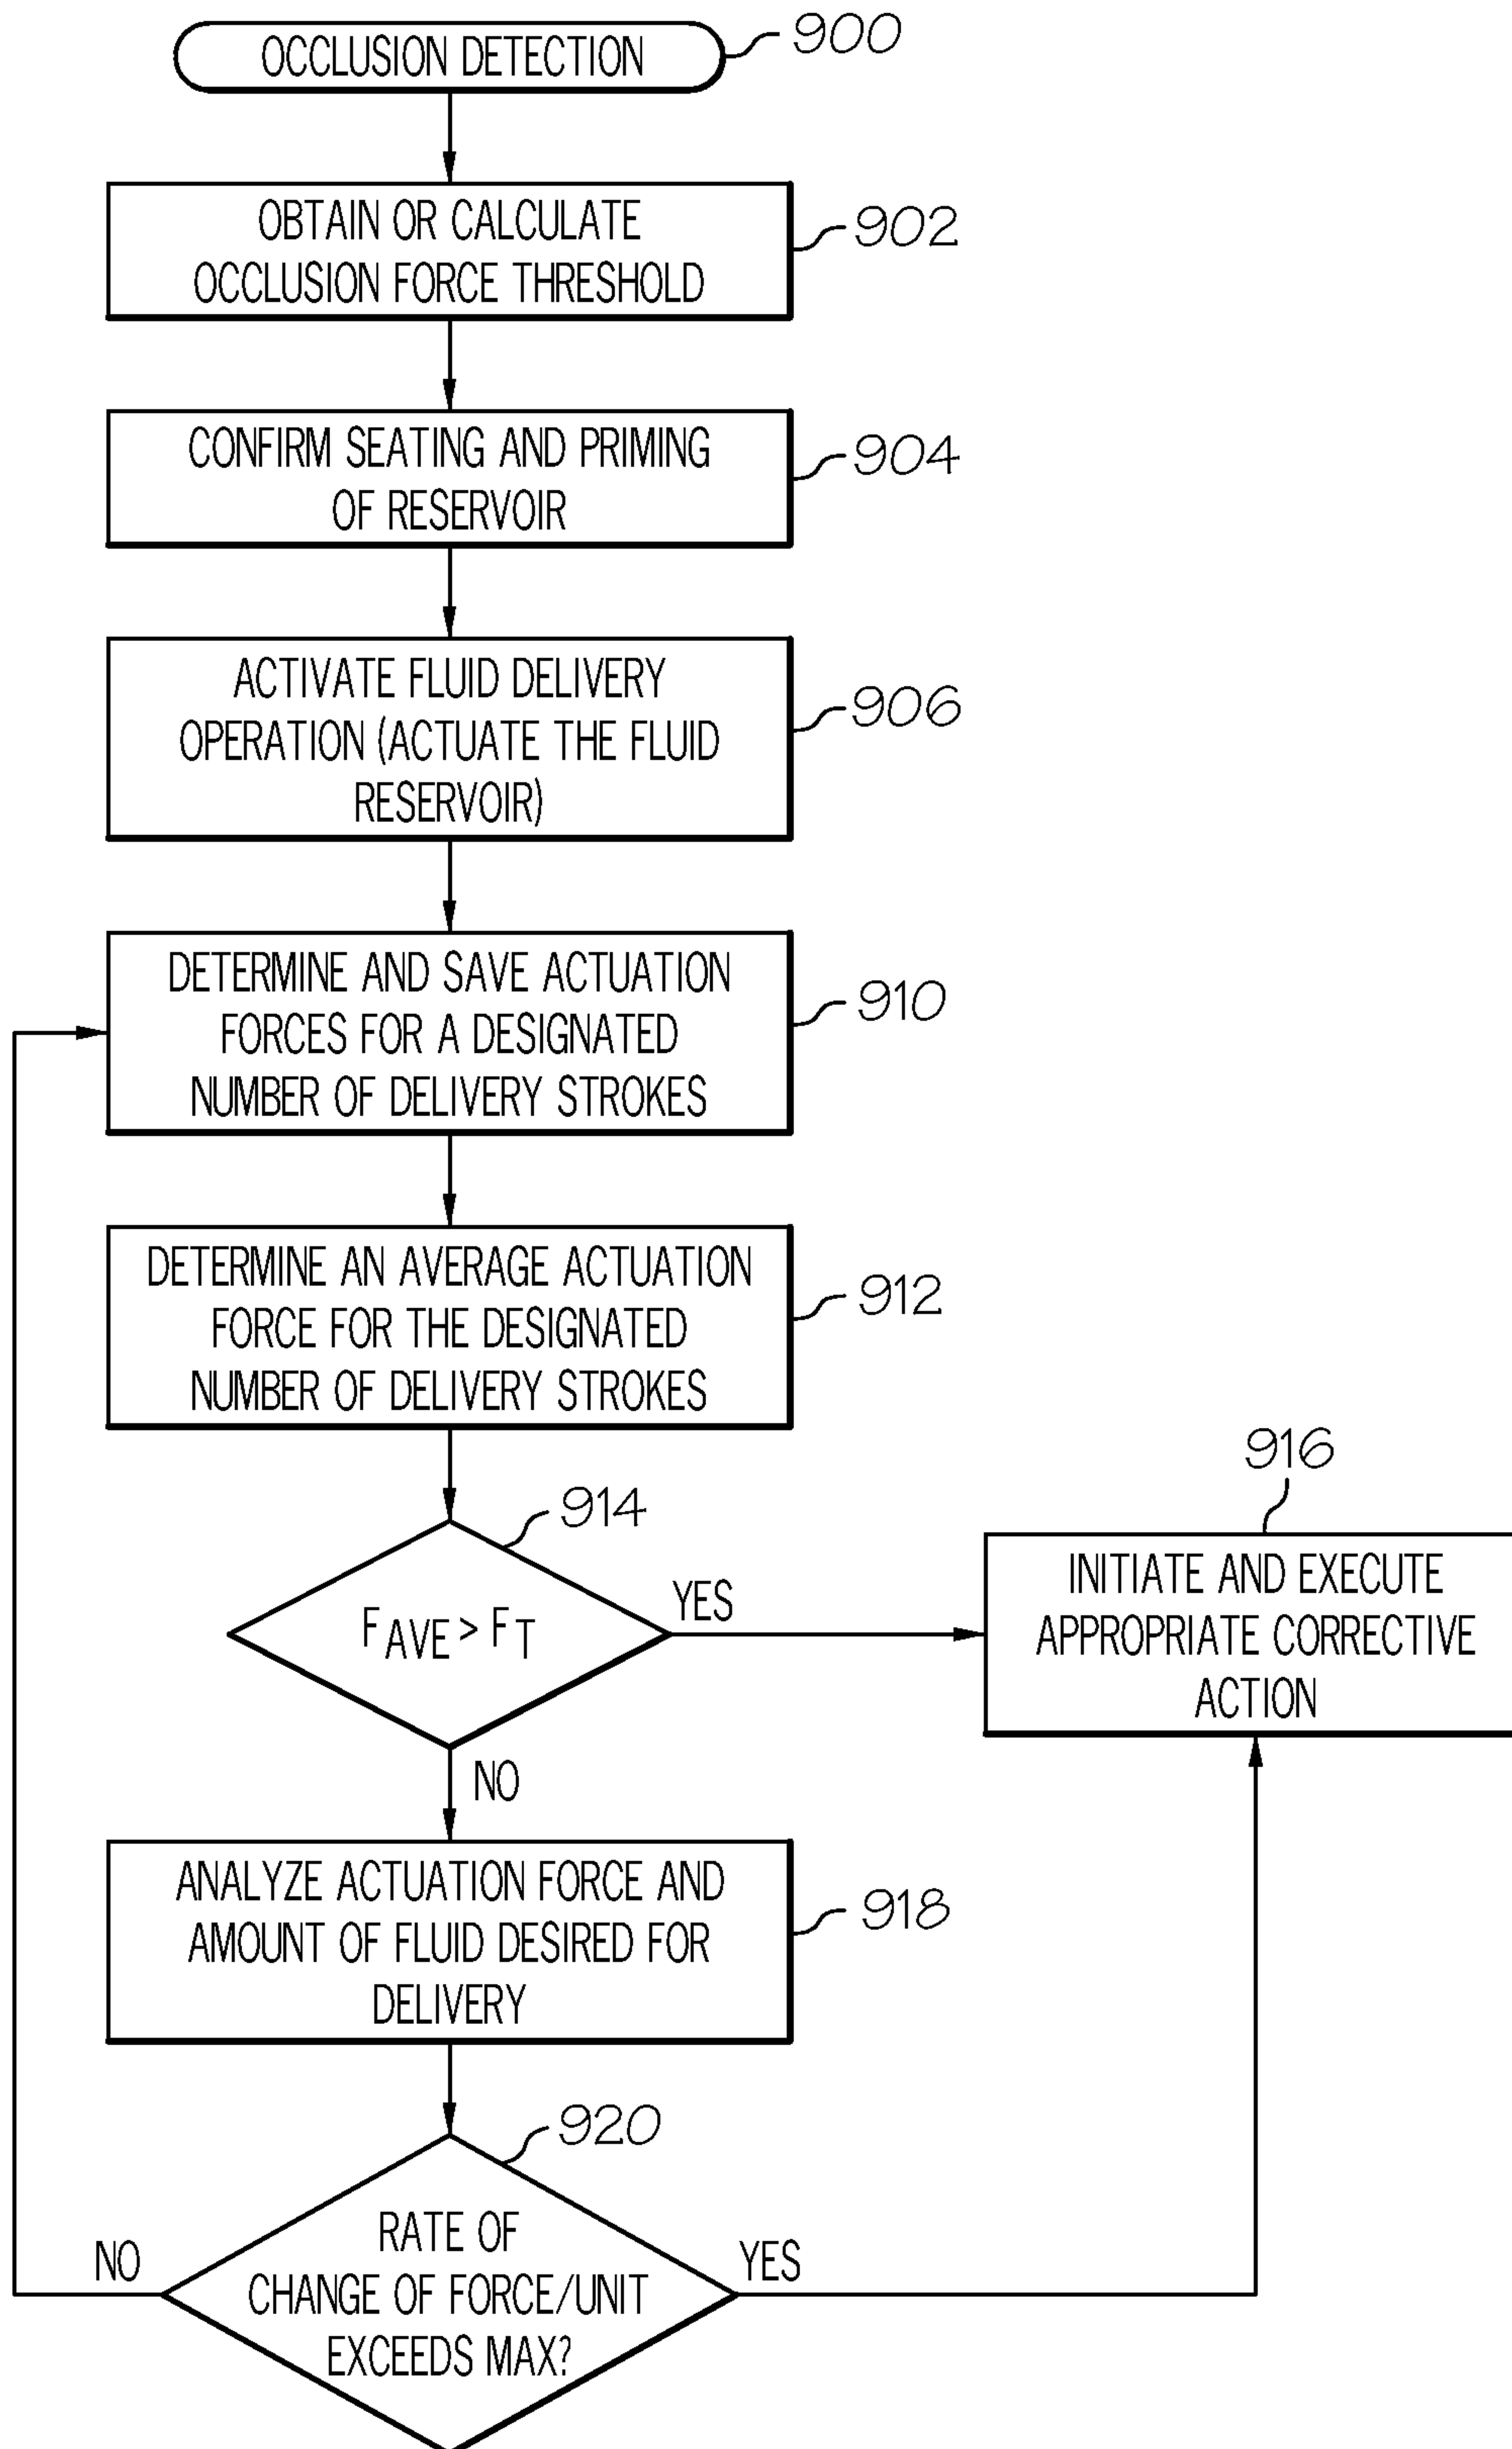 OCCLUSION DETECTION
900
OBTAIN OR CALCULATE
OCCLUSION FORCE THRESHOLD
902
CONFIRM SEATING AND PRIMING
OF RESERVOIR
904
ACTIVATE FLUID DELIVERY
OPERATION (ACTUATE THE FLUID
RESERVOIR)
906
DETERMINE AND SAVE ACTUATION
FORCES FOR A DESIGNATED
NUMBER OF DELIVERY STROKES
910
DETERMINE AN AVERAGE ACTUATION
FORCE FOR THE DESIGNATED
NUMBER OF DELIVERY STROKES
912
914
FAVE > FT
YES
NO
916
INITIATE AND EXECUTE
APPROPRIATE CORRECTIVE
ACTION
ANALYZE ACTUATION FORCE AND
AMOUNT OF FLUID DESIRED FOR
DELIVERY
918
920
RATE OF
CHANGE OF FORCE/UNIT
EXCEEDS MAX?
NO
YES